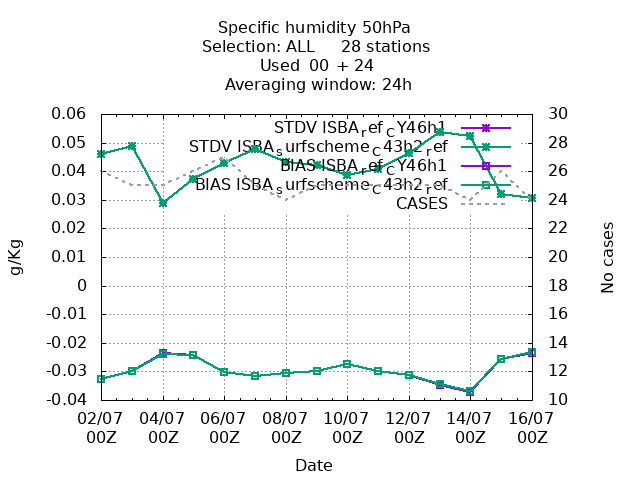 Specific humidity 50hPa
Selection: ALL 28 stations
Used 00 + 24
Averaging window: 24h
0.06 30
STDV ISBA_ref_CY46h1
0.05 28
STDV ISBA_surfscheme_C43h2_ref
BIAS ISBA_ref_CY46h1
0.04 26
BIAS ISBA_surfscheme_C43h2_ref
0.03 24
CASES
0.02 22
0.01 20
0 18
-0.01 16
-0.02 14
-0.03 12
-0.04 10
g/Kg
No cases
02/07 04/07 06/07 08/07 10/07 12/07 14/07 16/07
00Z 00Z 00Z 00Z 00Z 00Z 00Z 00Z
Date